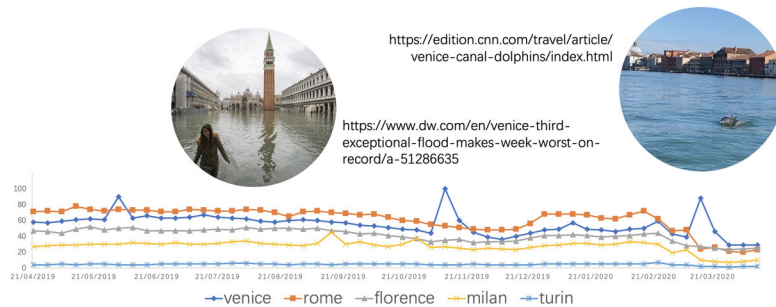 https://edition.cnn.com/travel/article/
venice-canal-dolphins/index.html
https://www.dw.com/en/venice-third-
exceptional-flood-makes-week-worst-on-
record/a-51286635
100
80
60
40
20
0
21/04/2019 21/05/2019 21/06/2019 21/07/2019 21/08/2019 21/09/2019 21/10/2019 21/11/2019 21/12/2019 21/01/2020 21/02/2020 21/03/2020
venice rome florence milan turin